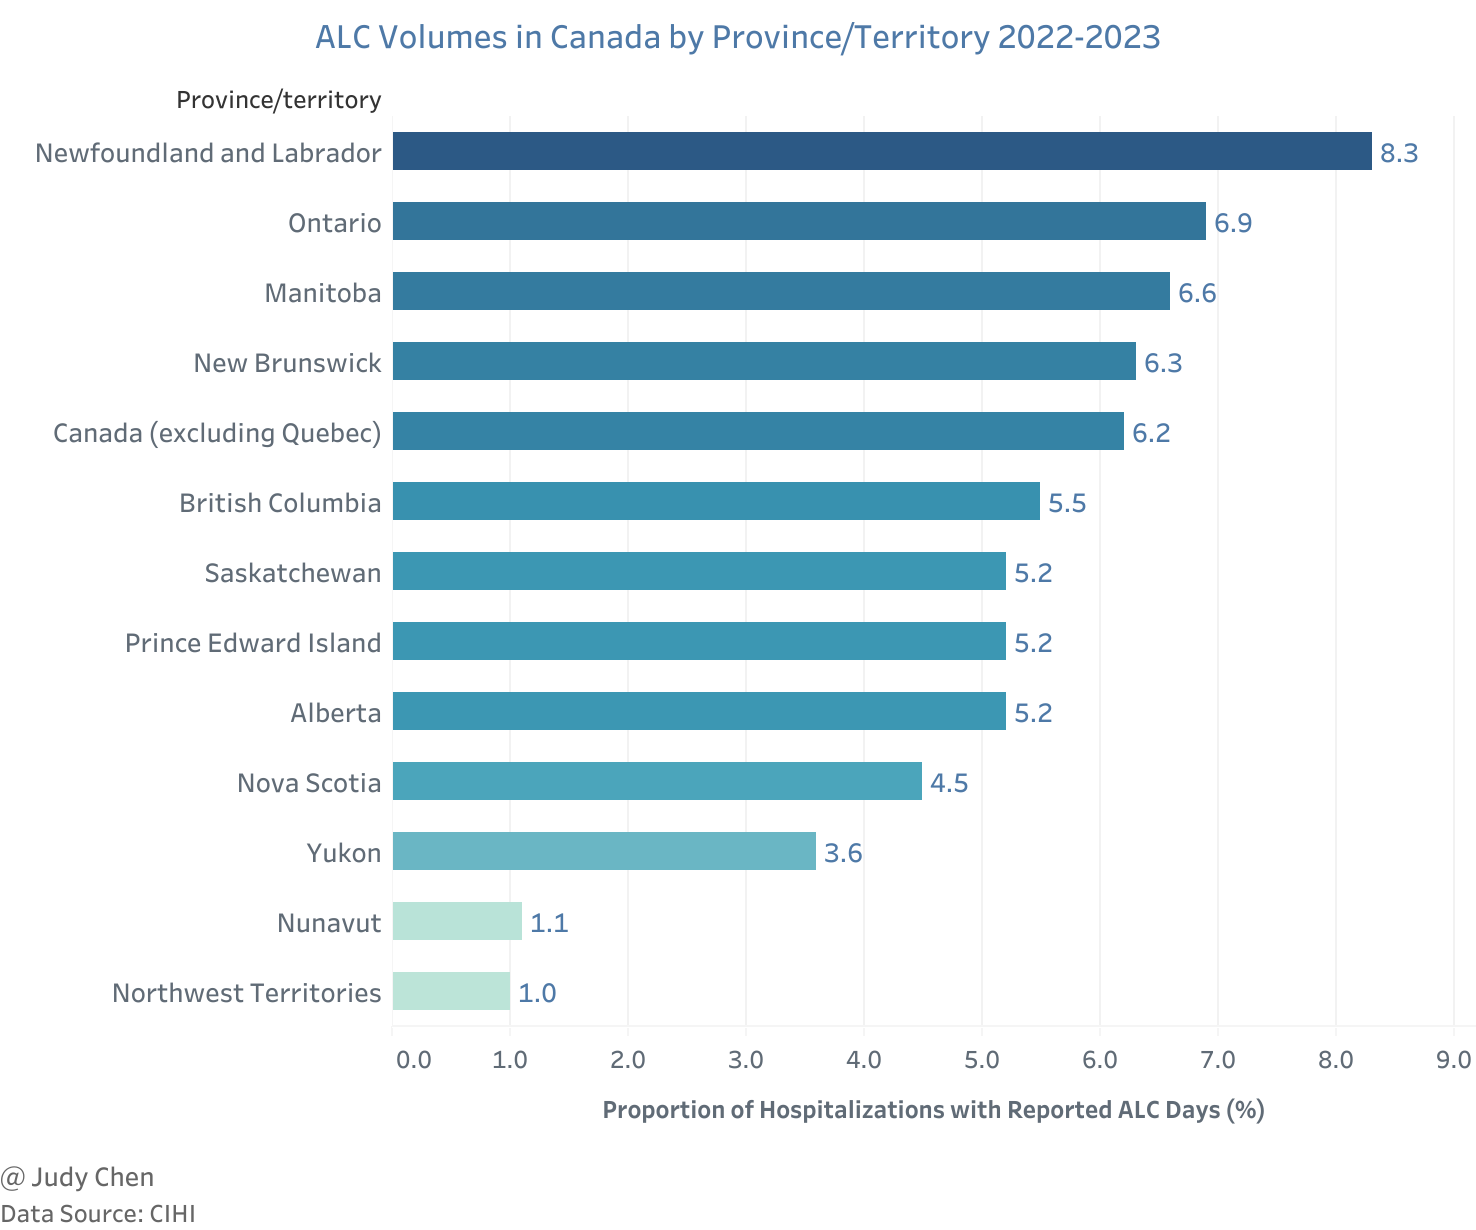 ALC Volumes in Canada by Province/Territory 2022-2023
Province/territory
Newfoundland and Labrador 8.3
Ontario 6.9
Manitoba 6.6
New Brunswick 6.3
Canada (excluding Quebec) 6.2
British Columbia 5.5
Saskatchewan 5.2
Prince Edward Island 5.2
Alberta 5.2
Nova Scotia 4.5
Yukon 3.6
Nunavut 1.1
Northwest Territories 1.0
0.0 1.0 2.0 3.0 4.0 5.0 6.0 7.0 8.0 9.0
Proportion of Hospitalizations with Reported ALC Days (%)
@ Judy Chen
Data Source: CIHI